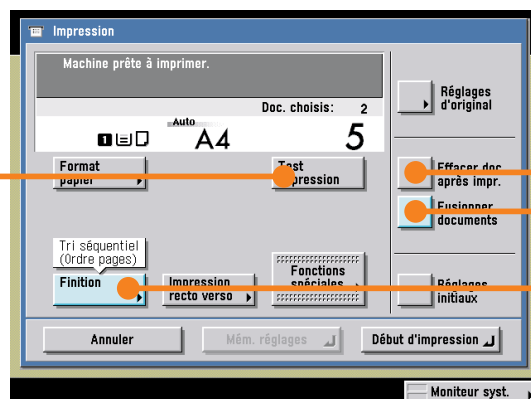 Impression
Machine prête à imprimer.
Doc. choisis: 2
Auto
1 A4 5
Réglages
d'original
Format
papier
Test
impression
Effacer doc.
après impr.
Fusionner
documents
Tri séquentiel
(Ordre pages)
Finition
Impression
recto verso
Fonctions
spéciales
Réglages
initiaux
Annuler
Mém. réglages
Début d'impression
Moniteur syst.